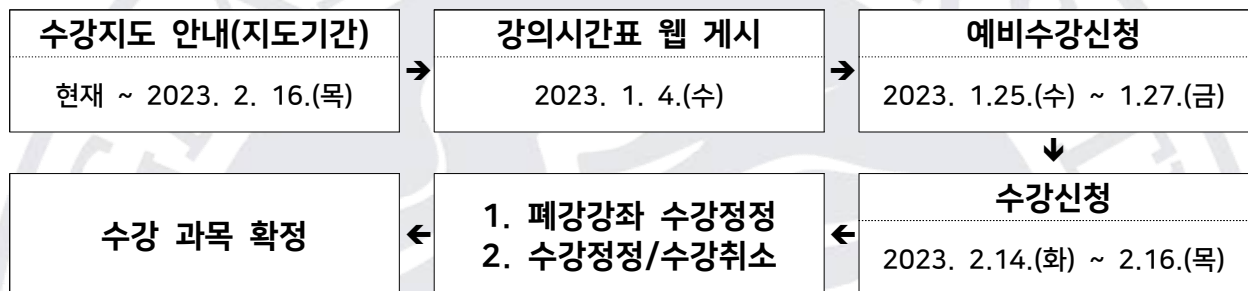 수강지도 안내(지도기간)
현재 ~ 2023. 2. 16.(목)
➔
강의시간표 웹 게시
2023. 1. 4.(수)
➔
예비수강신청
2023. 1.25.(수) ~ 1.27.(금)
🡻
수강신청
2023. 2.14.(화) ~ 2.16.(목)
🡸
1. 폐강강좌 수강정정
2. 수강정정/수강취소
🡸
수강 과목 확정